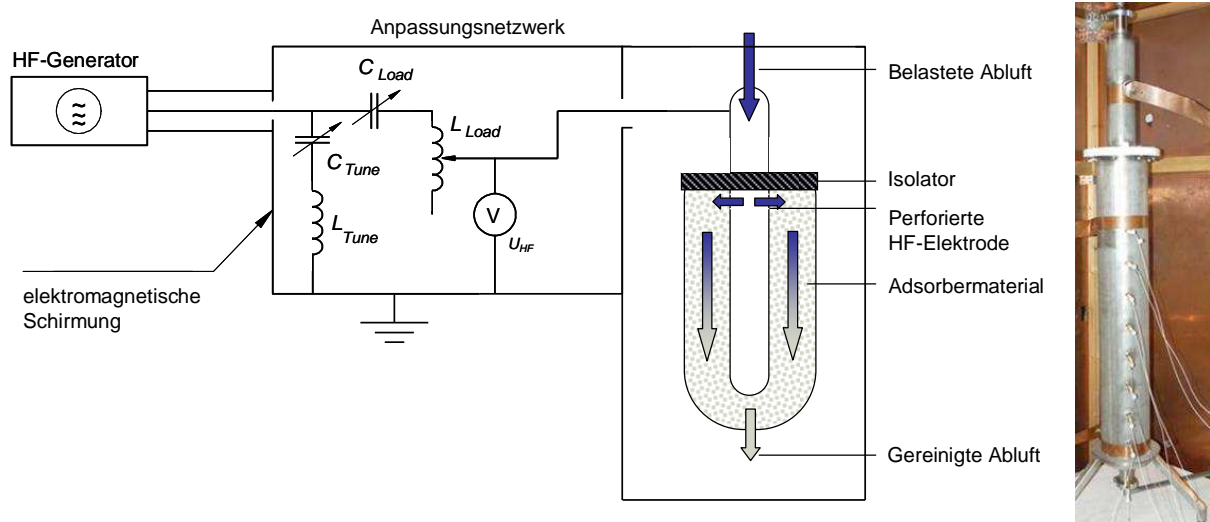 Anpassungsnetzwerk
HF-Generator
≈
C Load
L Load
C Tune
L Tune
V
U HF
elektromagnetische
Schirmung
Belastete Abluft
Isolator
Perforierte
HF-Elektrode
Adsorbermaterial
Gereinigte Abluft